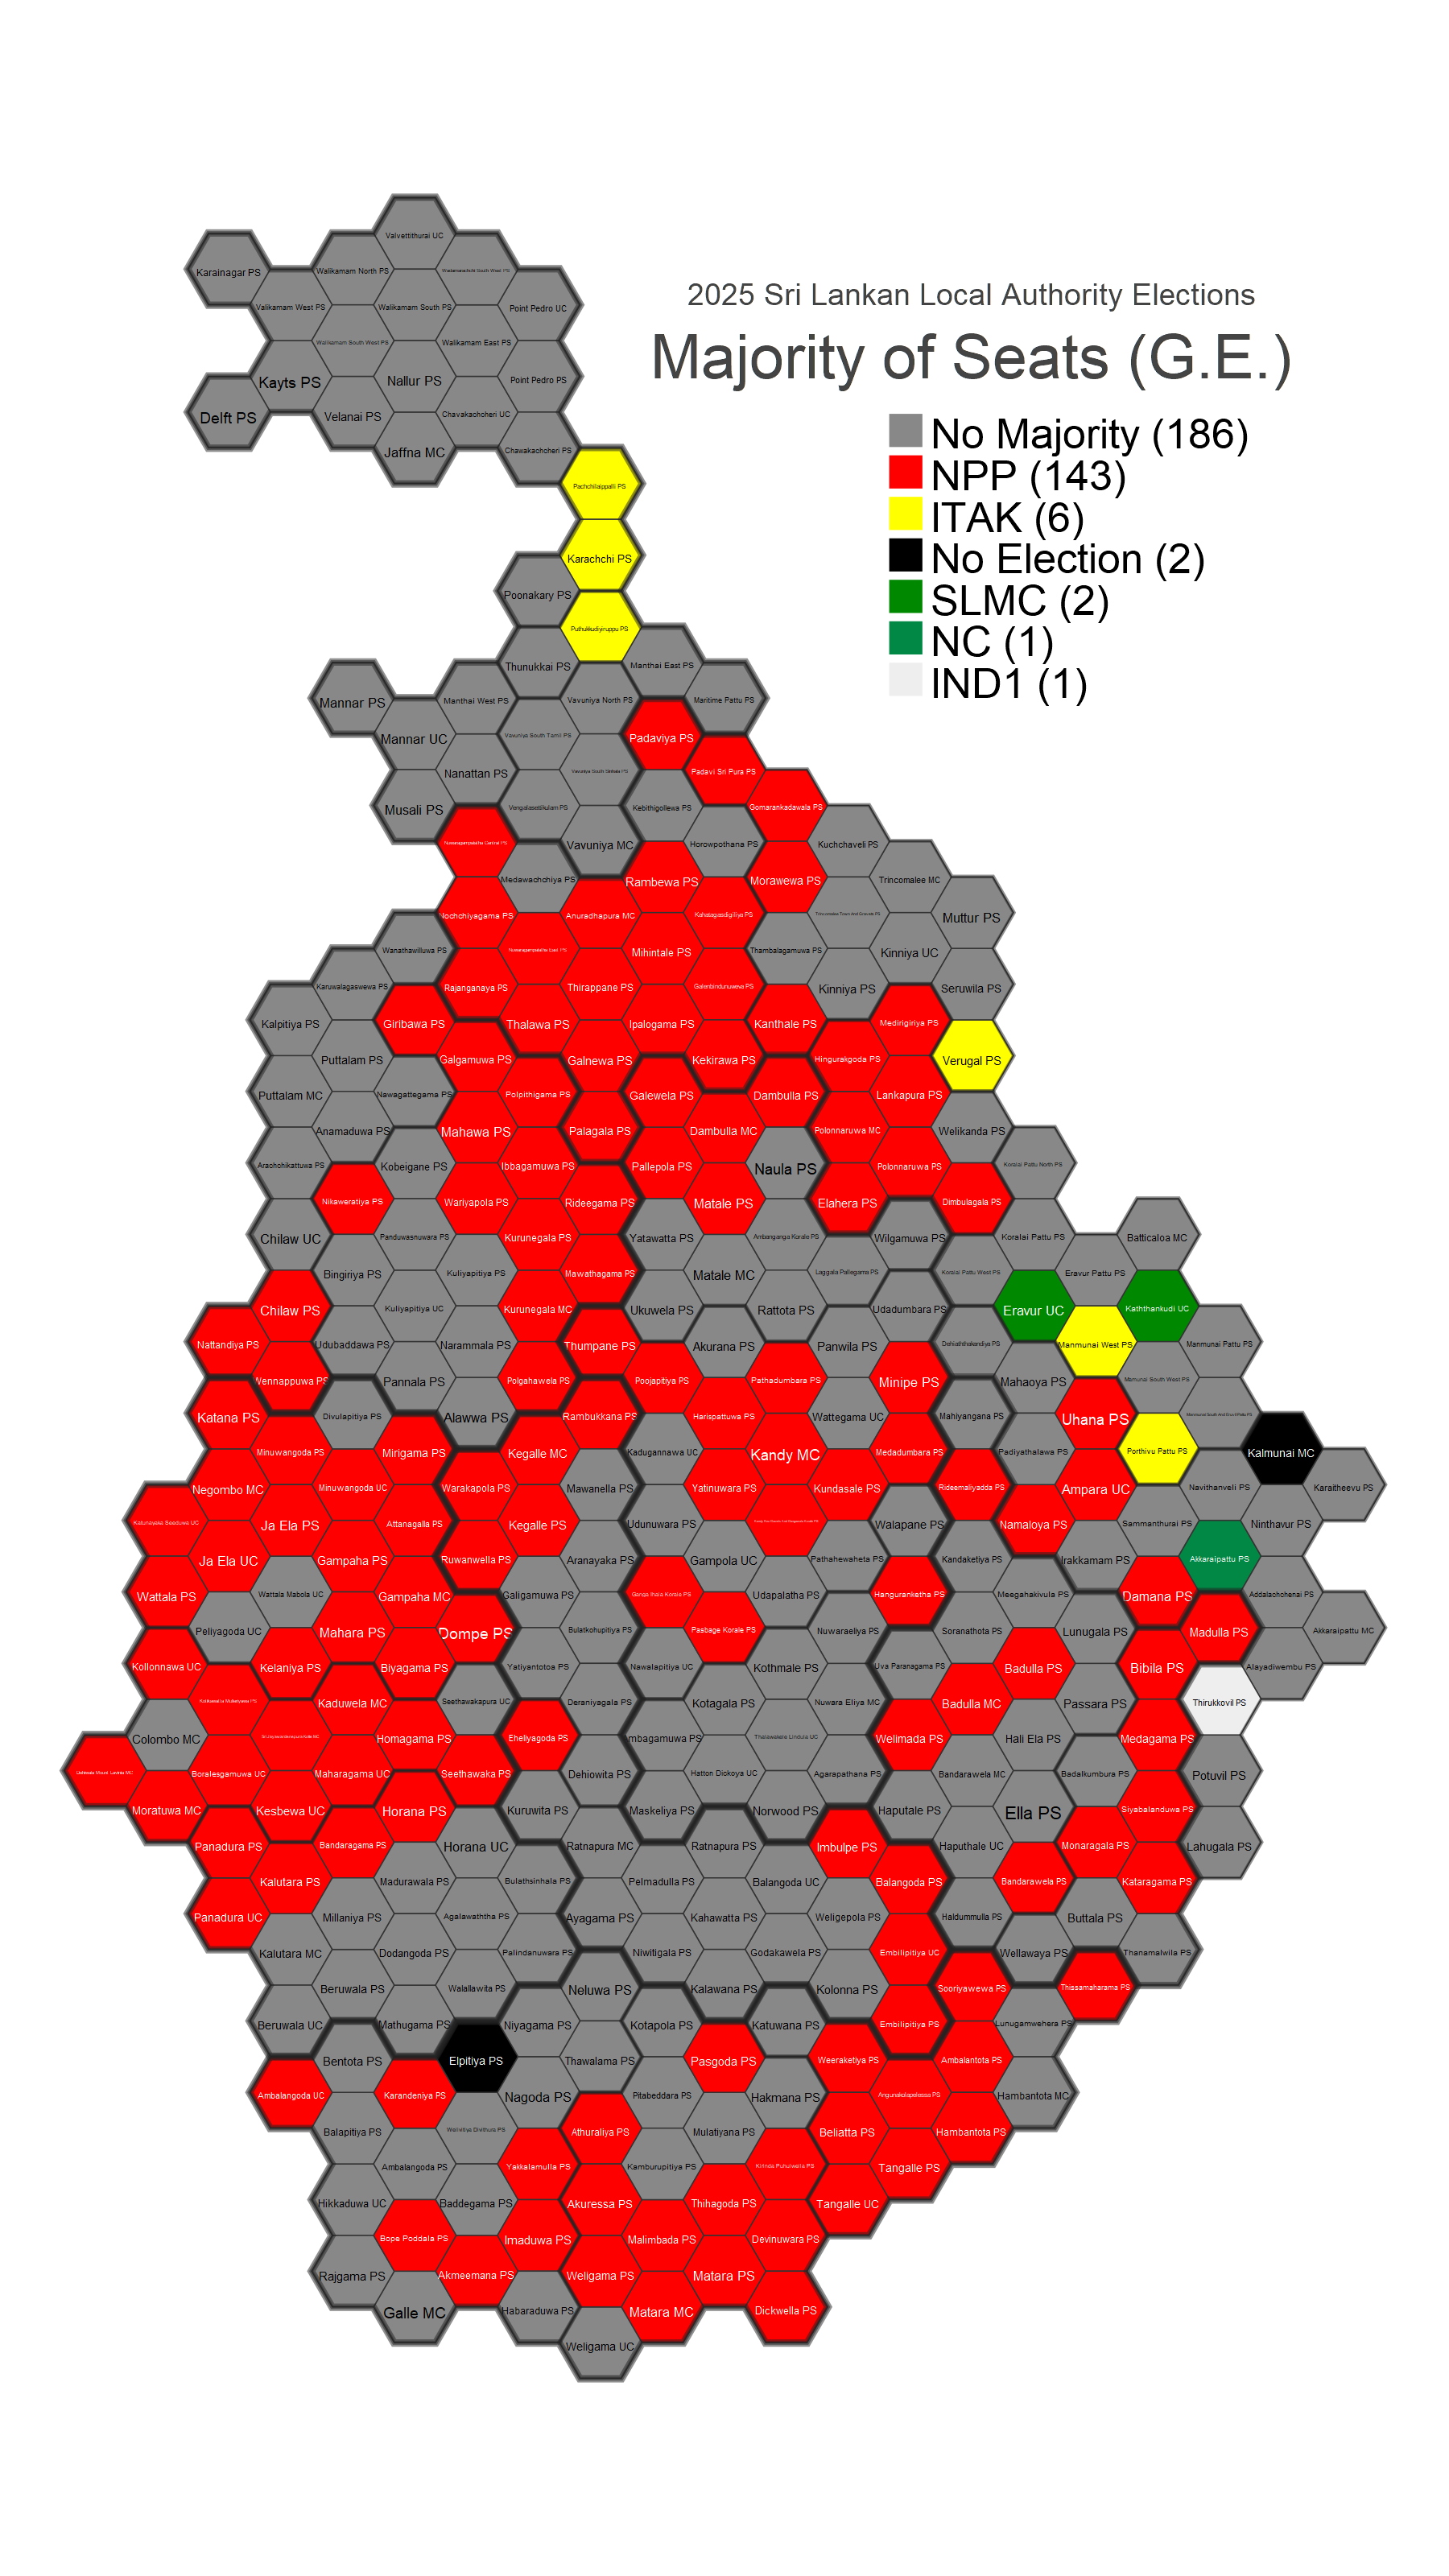 2025 Sri Lankan Local Authority Elections
Majority of Seats (G.E.)
No Majority (186)
NPP (143)
ITAK (6)
No Election (2)
SLMC (2)
NC (1)
IND1 (1)
Valvettithurai UC
Karainagar PS
Walikamam North PS
Valikamam West PS
Walikamam South PS
Point Pedro UC
Walikamam South West PS
Walikamam East PS
Kayts PS
Nallur PS
Point Pedro PS
Delft PS
Velanai PS
Chavakachcheri UC
Jaffna MC
Chawakachcheri PS
Pachchilaippalli PS
Karachchi PS
Poonakary PS
Puthukkudiyiruppu PS
Thunukkai PS
Manthai East PS
Mannar PS
Manthai West PS
Vavuniya North PS
Maritime Pattu PS
Mannar UC
Vavuniya South Tamil PS
Padaviya PS
Nanattan PS
Vavuniya South Sinhala PS
Padavi Sri Pura PS
Musali PS
Vengalasettikulam PS
Kebithigollewa PS
Gomarankadawala PS
Nuwaragampalatha Central PS
Vavuniya MC
Horowpothana PS
Kuchchaveli PS
Medawachchiya PS
Rambewa PS
Morawewa PS
Trincomalee MC
Nochchiyagama PS
Anuradhapura MC
Kahatagasdigiliya PS
Trincomalee Town And Gravets PS
Muttur PS
Wanathawilluwa PS
Nuwaragampalatha East PS
Mihintale PS
Thambalagamuwa PS
Kinniya UC
Karuwalagaswewa PS
Rajanganaya PS
Thirappane PS
Galenbindunuwewa PS
Kinniya PS
Seruwila PS
Kalpitiya PS
Giribawa PS
Thalawa PS
Ipalogama PS
Kanthale PS
Medirigiriya PS
Puttalam PS
Galgamuwa PS
Galnewa PS
Kekirawa PS
Hingurakgoda PS
Verugal PS
Puttalam MC
Nawagattegama PS
Polpithigama PS
Galewela PS
Dambulla PS
Lankapura PS
Anamaduwa PS
Mahawa PS
Palagala PS
Dambulla MC
Polonnaruwa MC
Welikanda PS
Arachchikattuwa PS
Kobeigane PS
Ibbagamuwa PS
Pallepola PS
Naula PS
Polonnaruwa PS
Koralai Pattu North PS
Nikaweratiya PS
Wariyapola PS
Rideegama PS
Matale PS
Elahera PS
Dimbulagala PS
Chilaw UC
Panduwasnuwara PS
Kurunegala PS
Yatawatta PS
Ambanganga Korale PS
Wilgamuwa PS
Koralai Pattu PS
Batticaloa MC
Bingiriya PS
Kuliyapitiya PS
Mawathagama PS
Matale MC
Laggala Pallegama PS
Koralai Pattu West PS
Eravur Pattu PS
Chilaw PS
Kuliyapitiya UC
Kurunegala MC
Ukuwela PS
Rattota PS
Udadumbara PS
Eravur UC
Kaththankudi UC
Nattandiya PS
Udubaddawa PS
Narammala PS
Thumpane PS
Akurana PS
Panwila PS
Dehiaththakandiya PS
Manmunai West PS
Manmunai Pattu PS
Wennappuwa PS
Pannala PS
Polgahawela PS
Poojapitiya PS
Pathadumbara PS
Minipe PS
Mahaoya PS
Mamunai South West PS
Katana PS
Divulapitiya PS
Alawwa PS
Rambukkana PS
Harispattuwa PS
Wattegama UC
Mahiyangana PS
Uhana PS
Manmunai South And Eruvil Pattu PS
Minuwangoda PS
Mirigama PS
Kegalle MC
Kadugannawa UC
Kandy MC
Medadumbara PS
Padiyathalawa PS
Porthivu Pattu PS
Kalmunai MC
Negombo MC
Minuwangoda UC
Warakapola PS
Mawanella PS
Yatinuwara PS
Kundasale PS
Rideemaliyadda PS
Ampara UC
Navithanveli PS
Karaitheevu PS
Katunayaka Seeduwa UC
Ja Ela PS
Attanagalla PS
Kegalle PS
Udunuwara PS
Walapane PS
Namaloya PS
Sammanthurai PS
Ninthavur PS
Ja Ela UC
Gampaha PS
Ruwanwella PS
Aranayaka PS
Gampola UC
Pathahewaheta PS
Kandaketiya PS
Irakkamam PS
Akkaraipattu PS
Wattala PS
Wattala Mabola UC
Gampaha MC
Galigamuwa PS
Ganga Ihala Korale PS
Udapalatha PS
Hanguranketha PS
Meegahakivula PS
Damana PS
Addalachchenai PS
Peliyagoda UC
Mahara PS
Dompe PS
Bulatkohupitiya PS
Pasbage Korale PS
Nuwaraeliya PS
Soranathota PS
Lunugala PS
Madulla PS
Akkaraipattu MC
Kollonnawa UC
Kelaniya PS
Biyagama PS
Yatiyantotoa PS
Nawalapitiya UC
Kothmale PS
Uva Paranagama PS
Badulla PS
Bibila PS
Alayadiwembu PS
Kotikawatta Mulleriyawa PS
Kaduwela MC
Seethawakapura UC
Deraniyagala PS
Kotagala PS
Nuwara Eliya MC
Badulla MC
Passara PS
Thirukkovil PS
Colombo MC
Sri Jayawardenapura Kotte MC
Homagama PS
Eheliyagoda PS
mbagamuwa PS
Thalawakele Lindula UC
Welimada PS
Hali Ela PS
Medagama PS
Dehiwala Mount Lavinia MC
Boralesgamuwa UC
Maharagama UC
Seethawaka PS
Dehiowita PS
Hatton Dickoya UC
Agarapathana PS
Bandarawela MC
Badalkumbura PS
Potuvil PS
Moratuwa MC
Kesbewa UC
Horana PS
Kuruwita PS
Maskeliya PS
Norwood PS
Haputale PS
Ella PS
Siyabalanduwa PS
Panadura PS
Bandaragama PS
Horana UC
Ratnapura MC
Ratnapura PS
Imbulpe PS
Haputhale UC
Monaragala PS
Lahugala PS
Kalutara PS
Madurawala PS
Bulathsinhala PS
Pelmadulla PS
Balangoda UC
Balangoda PS
Bandarawela PS
Kataragama PS
Panadura UC
Millaniya PS
Agalawaththa PS
Ayagama PS
Kahawatta PS
Weligepola PS
Haldummulla PS
Buttala PS
Kalutara MC
Dodangoda PS
Palindanuwara PS
Niwitigala PS
Godakawela PS
Embilipitiya UC
Wellawaya PS
Thanamalwila PS
Beruwala PS
Walallawita PS
Neluwa PS
Kalawana PS
Kolonna PS
Sooriyawewa PS
Thissamaharama PS
Beruwala UC
Mathugama PS
Niyagama PS
Kotapola PS
Katuwana PS
Embilipitiya PS
Lunugamwehera PS
Bentota PS
Elpitiya PS
Thawalama PS
Pasgoda PS
Weeraketiya PS
Ambalantota PS
Ambalangoda UC
Karandeniya PS
Nagoda PS
Pitabeddara PS
Hakmana PS
Angunakolapelessa PS
Hambantota MC
Balapitiya PS
Welivitiya Divithura PS
Athuraliya PS
Mulatiyana PS
Beliatta PS
Hambantota PS
Ambalangoda PS
Yakkalamulla PS
Kamburupitiya PS
Kirinda Puhulwella PS
Tangalle PS
Hikkaduwa UC
Baddegama PS
Akuressa PS
Thihagoda PS
Tangalle UC
Bope Poddala PS
Imaduwa PS
Malimbada PS
Devinuwara PS
Rajgama PS
Akmeemana PS
Weligama PS
Matara PS
Galle MC
Habaraduwa PS
Matara MC
Dickwella PS
Weligama UC